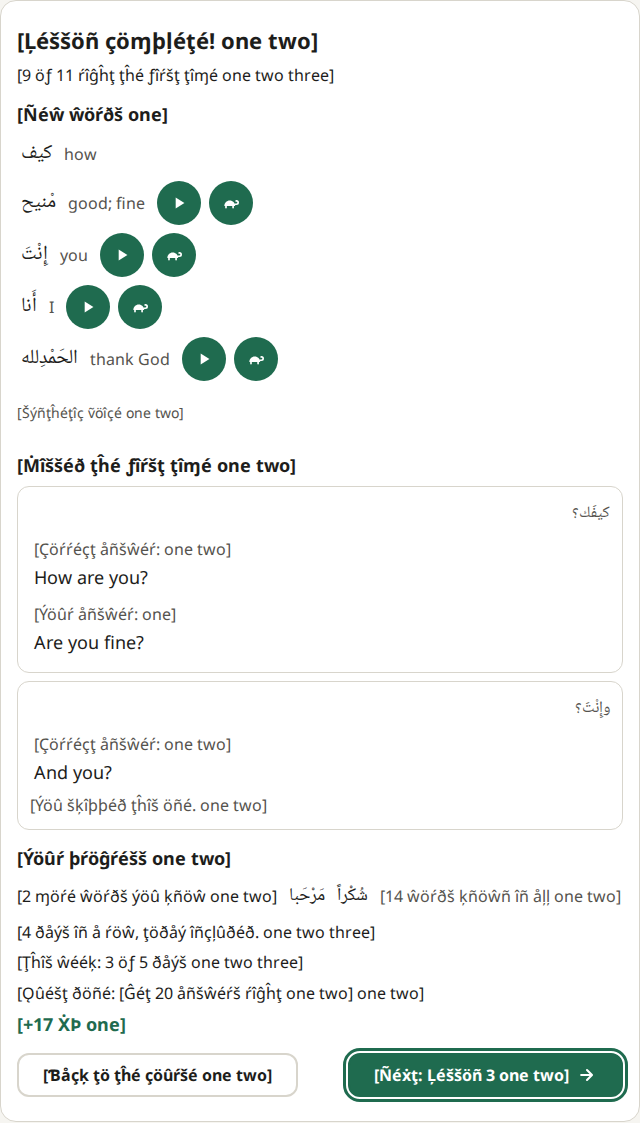 [Ļéššöñ çöɱþļéţé! one two]
[9 öƒ 11 ŕîĝĥţ ţĥé ƒîŕšţ ţîɱé one two three]
[Ñéŵ ŵöŕðš one]
كيف how
مْنيح good; fine
إِنْتَ you
أَنا I
الحَمْدِلله thank God
[Šýñţĥéţîç ṽöîçé one two]
[Ṁîššéð ţĥé ƒîŕšţ ţîɱé one two]
كيفَك؟
[Çöŕŕéçţ åñšŵéŕ: one two]
How are you?
[Ýöûŕ åñšŵéŕ: one]
Are you fine?
وإِنْتَ؟
[Çöŕŕéçţ åñšŵéŕ: one two]
And you?
[Ýöû šķîþþéð ţĥîš öñé. one two]
[Ýöûŕ þŕöĝŕéšš one two]
[2 ɱöŕé ŵöŕðš ýöû ķñöŵ one two] شُكْراً مَرْحَبا [14 ŵöŕðš ķñöŵñ îñ åļļ one two]
[4 ðåýš îñ å ŕöŵ, ţöðåý îñçļûðéð. one two three]
[Ţĥîš ŵééķ: 3 öƒ 5 ðåýš one two three]
[Ǫûéšţ ðöñé: [Ĝéţ 20 åñšŵéŕš ŕîĝĥţ one two] one two]
[+17 ẊÞ one]
[Ɓåçķ ţö ţĥé çöûŕšé one two]
[Ñéẋţ: Ļéššöñ 3 one two] →